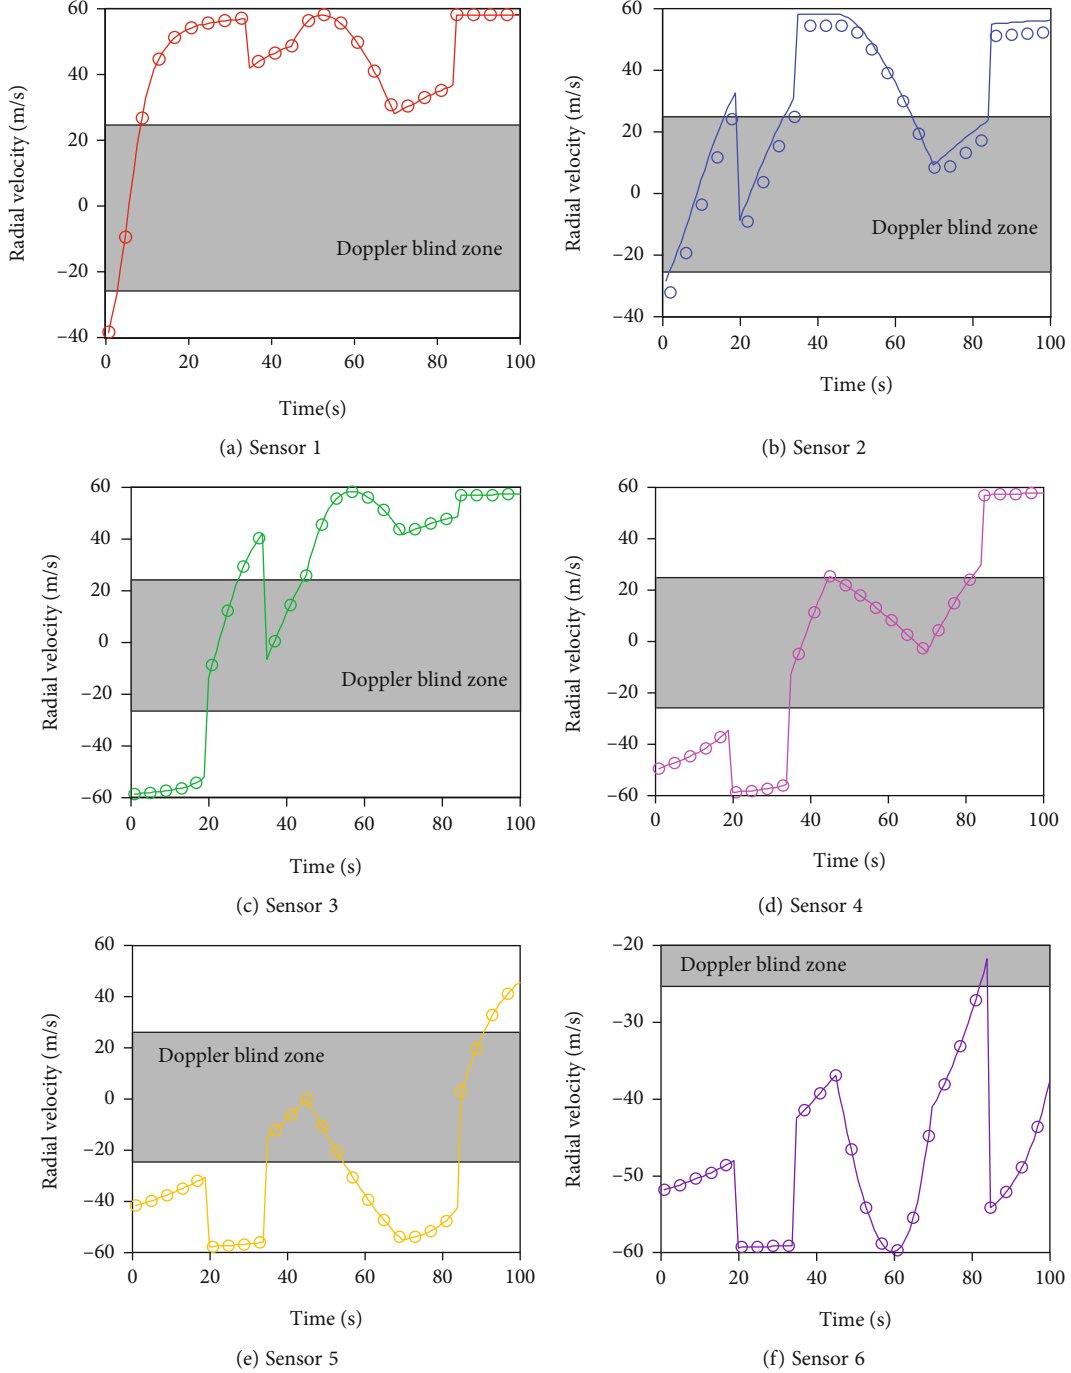 60
40
20
0
−20
−40
Radial velocity (m/s)
Doppler blind zone
0 20 40 60 80 100
Time(s)
(a) Sensor 1
60
40
20
0
−20
−40
Radial velocity (m/s)
Doppler blind zone
0 20 40 60 80 100
Time (s)
(b) Sensor 2
60
40
20
0
−20
−40
−60
Radial velocity (m/s)
Doppler blind zone
0 20 40 60 80 100
Time (s)
(c) Sensor 3
60
40
20
0
−20
−40
−60
Radial velocity (m/s)
Doppler blind zone
0 20 40 60 80 100
Time (s)
(d) Sensor 4
60
40
20
0
−20
−40
−60
Radial velocity (m/s)
Doppler blind zone
0 20 40 60 80 100
Time (s)
(e) Sensor 5
−20
−30
−40
−50
−60
Radial velocity (m/s)
Doppler blind zone
0 20 40 60 80 100
Time (s)
(f) Sensor 6